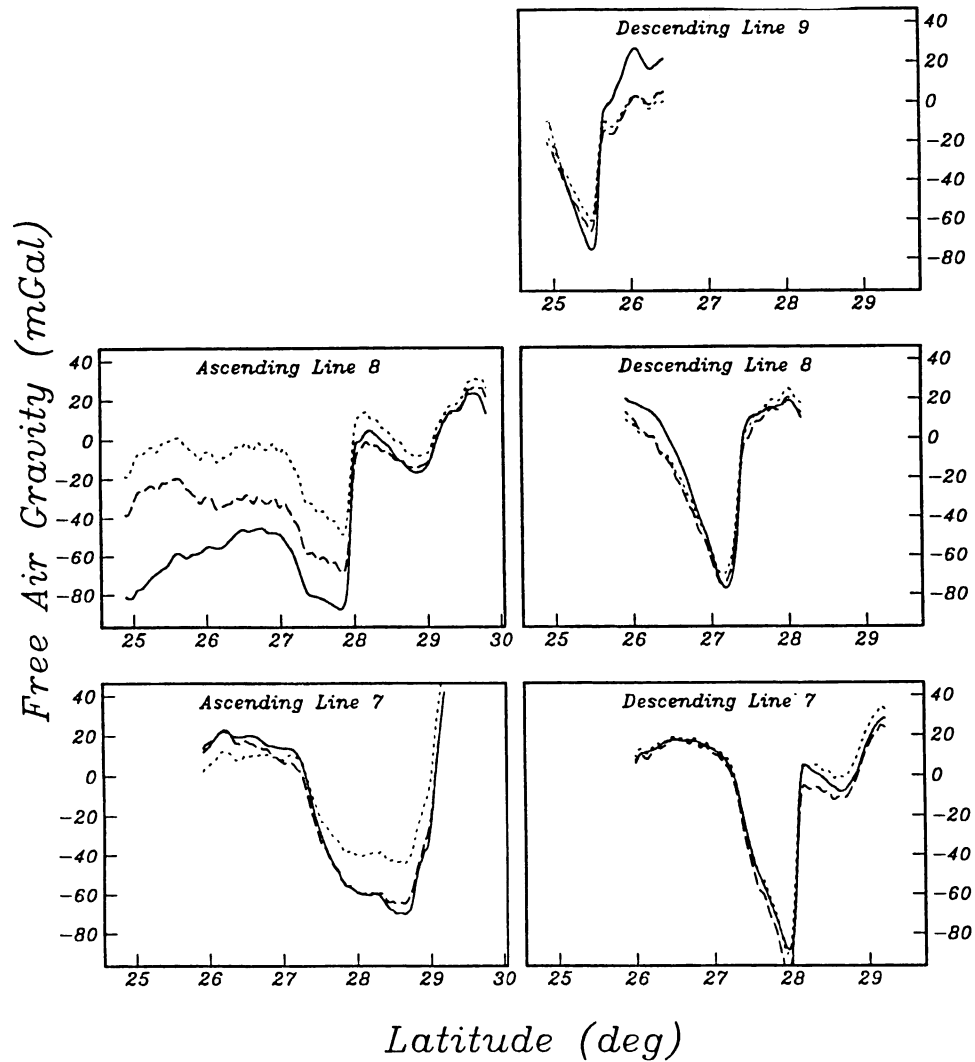 Descending Line 9
40
20
0
-20
-40
-60
-80
25 26 27 28 29
Free Air Gravity (mGal)
Ascending Line 8
40
20
0
-20
-40
-60
-80
25 26 27 28 29 30
Descending Line 8
40
20
0
-20
-40
-60
-80
25 26 27 28 29
Ascending Line 7
40
20
0
-20
-40
-60
-80
25 26 27 28 29 30
Descending Line 7
40
20
0
-20
-40
-60
-80
25 26 27 28 29
Latitude (deg)